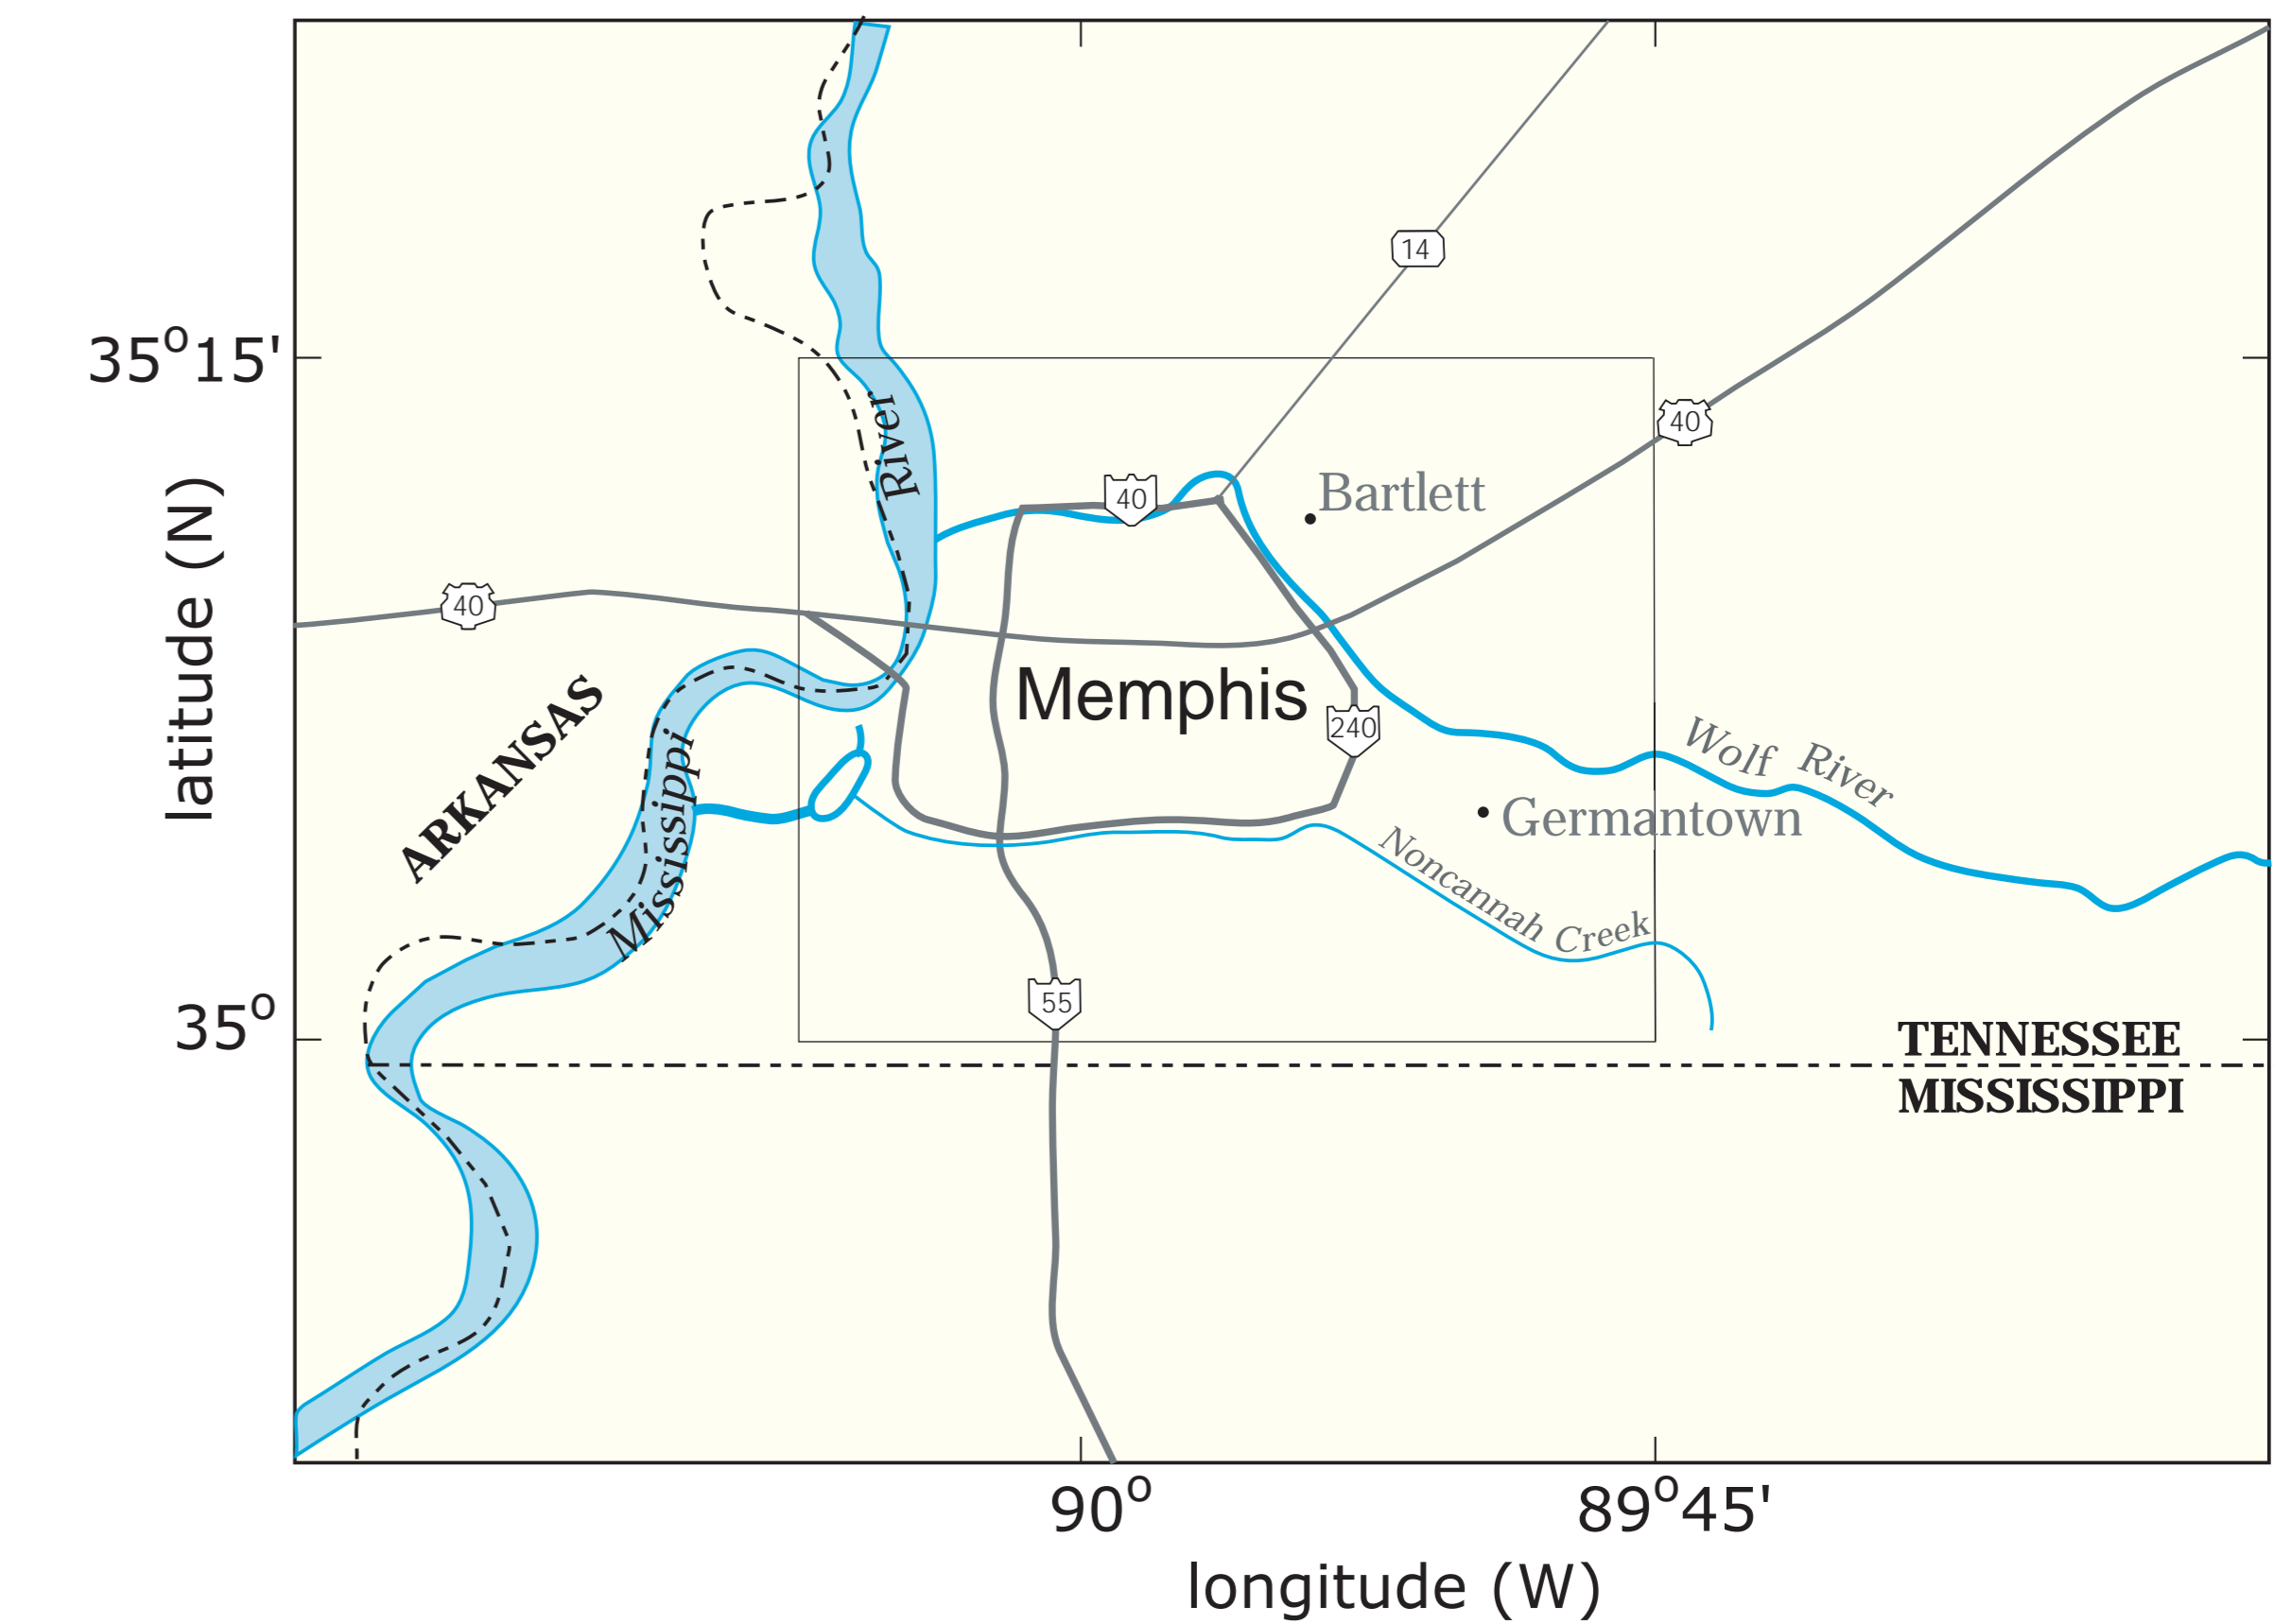 14
35°15'
40
River
40
Bartlett
latitude (N)
40
ARKANSAS
Memphis
240
Wolf River
Mississippi
Germantown
Noncannah Creek
55
35°
TENNESSEE
MISSISSIPPI
90°
89°45'
longitude (W)